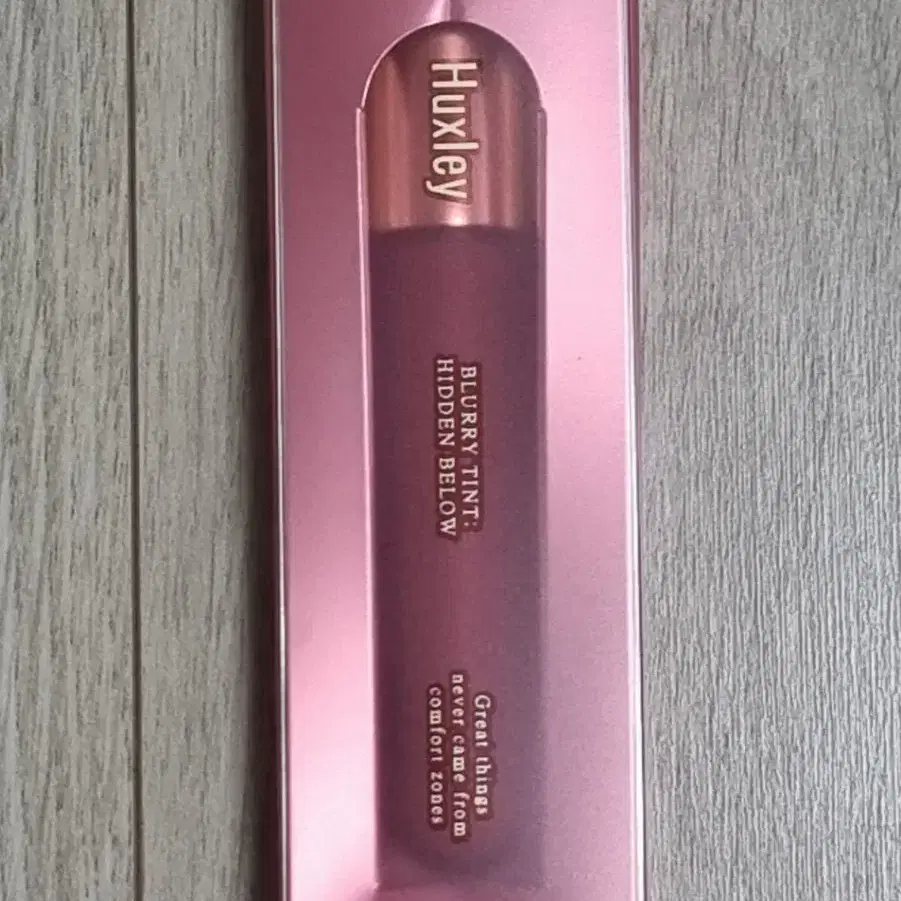 Huxley
BLURRY TINT:
HIDDEN BELOW
Great things
never came from
comfort zones